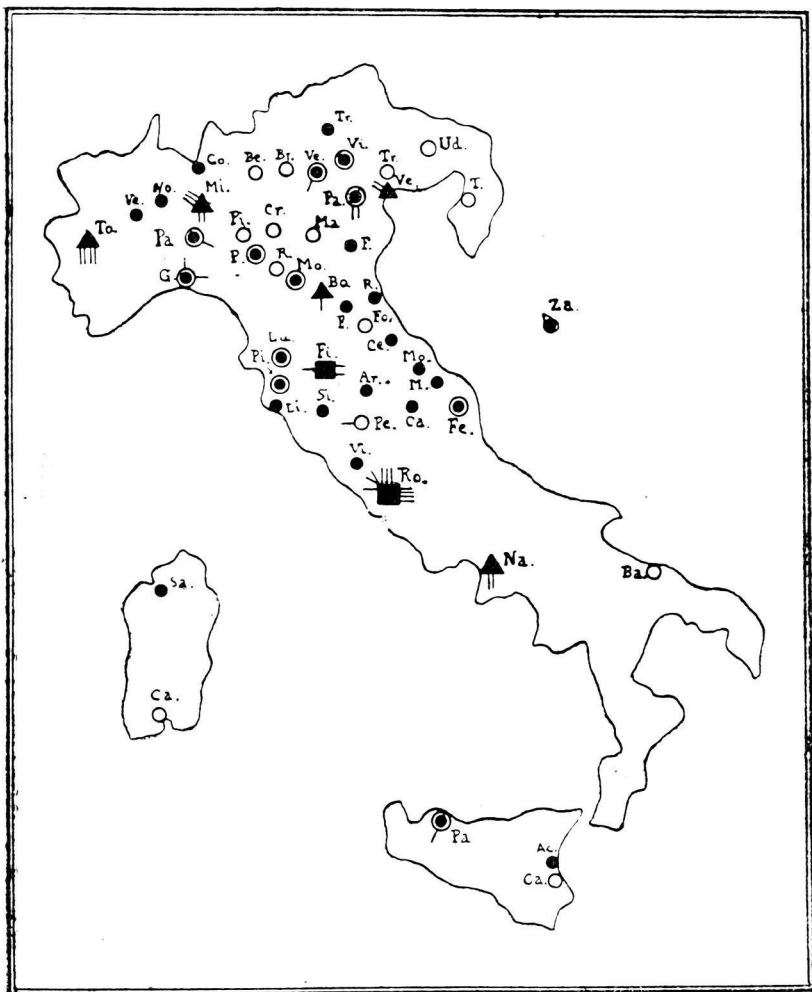 Tr.
Ud.
Co.
Be.
Br.
Ve.
Vi.
Tr.
Ve.
T.
No.
Mi.
Ve.
Pa.
To.
Pa
Pi.
Cr.
Ma
P.
P.
R.
Mo.
G.
Bo.
R.
F.
Fo.
Za.
Ce.
Lu.
Pi.
Fi.
Mo.
M.
Ar.
Li.
Si.
Ca.
Fe.
Pe.
Vi.
Ro.
Na.
Ba.
Sa.
Ca.
Pa
Ac.
Ca.